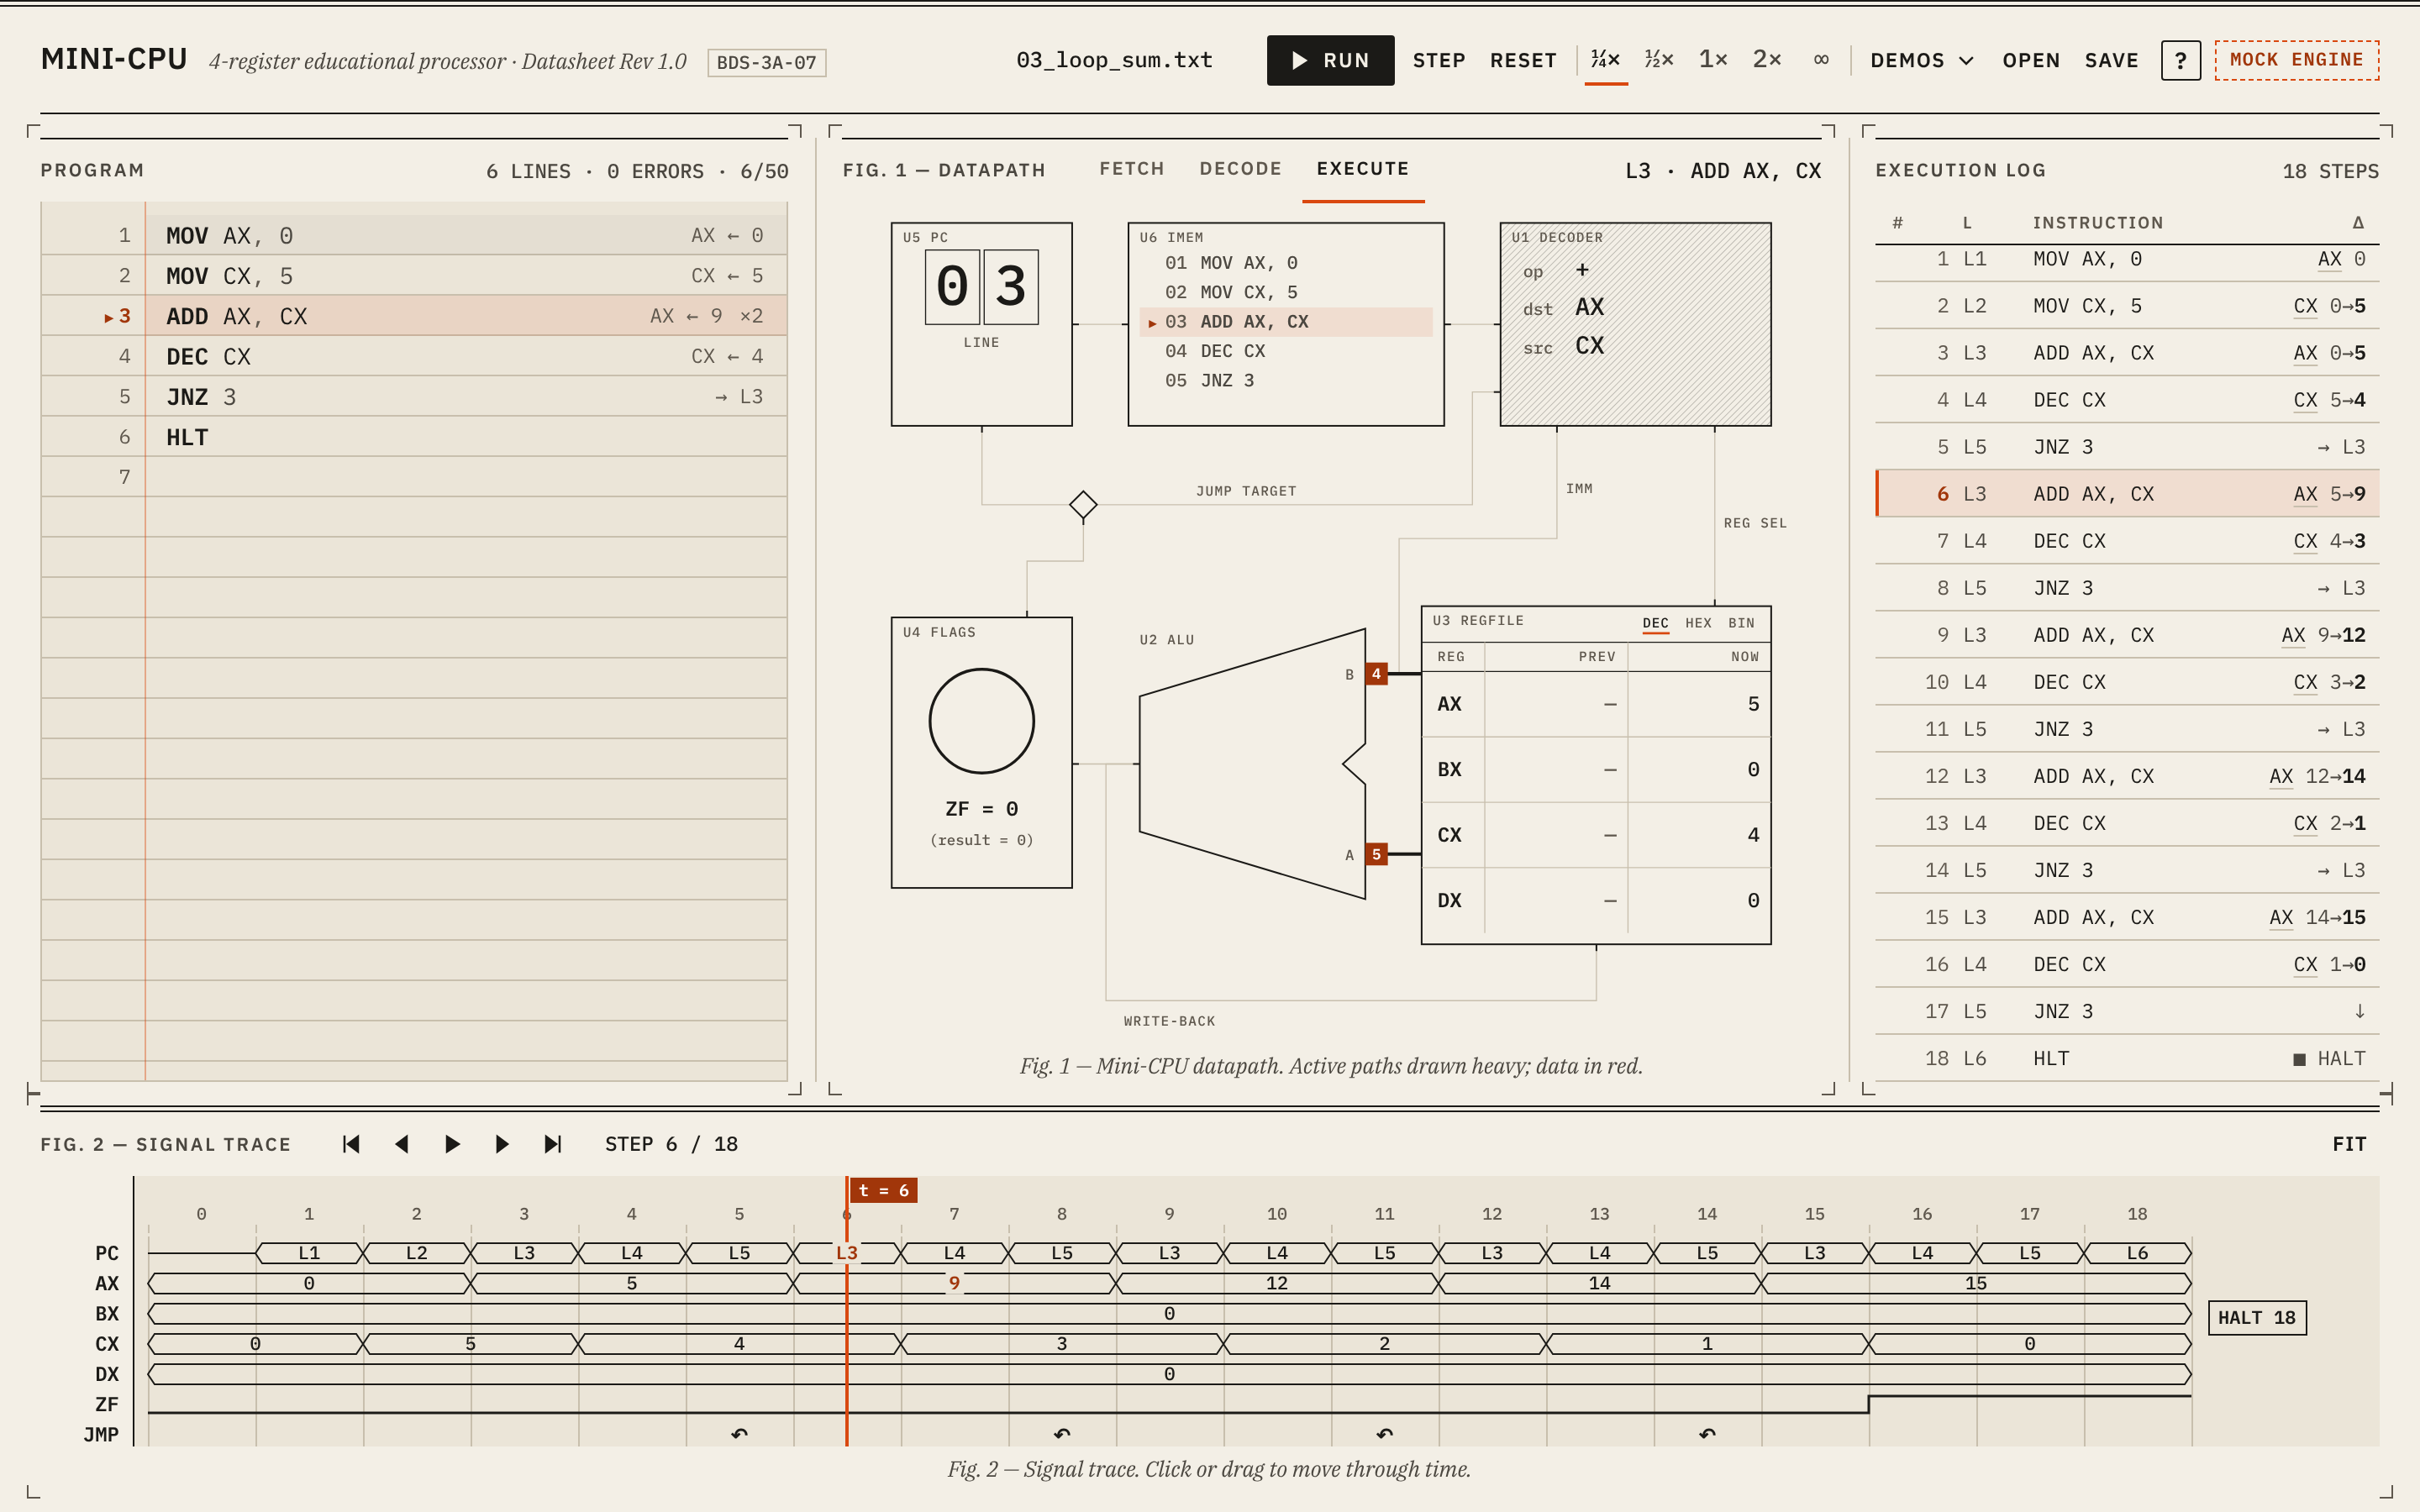 MINI-CPU 4-register educational processor · Datasheet Rev 1.0 BDS-3A-07 03_loop_sum.txt RUN STEP RESET ¼× ½× 1× 2× ∞ DEMOS OPEN SAVE ? MOCK ENGINE
PROGRAM 6 LINES · 0 ERRORS · 6/50
1 MOV AX, 0 AX ← 0
2 MOV CX, 5 CX ← 5
▶3 ADD AX, CX AX ← 9 ×2
4 DEC CX CX ← 4
5 JNZ 3 → L3
6 HLT
7
FIG. 1 — DATAPATH FETCH DECODE EXECUTE L3 · ADD AX, CX
U5 PC
03
LINE
U6 IMEM
01 MOV AX, 0
02 MOV CX, 5
▶ 03 ADD AX, CX
04 DEC CX
05 JNZ 3
U1 DECODER
op +
dst AX
src CX
JUMP TARGET
IMM
REG SEL
U4 FLAGS
ZF = 0
(result = 0)
U2 ALU
B 4
A 5
U3 REGFILE DEC HEX BIN
REG PREV NOW
AX — 5
BX — 0
CX — 4
DX — 0
WRITE-BACK
Fig. 1 — Mini-CPU datapath. Active paths drawn heavy; data in red.
EXECUTION LOG 18 STEPS
# L INSTRUCTION Δ
1 L1 MOV AX, 0 AX 0
2 L2 MOV CX, 5 CX 0→5
3 L3 ADD AX, CX AX 0→5
4 L4 DEC CX CX 5→4
5 L5 JNZ 3 → L3
6 L3 ADD AX, CX AX 5→9
7 L4 DEC CX CX 4→3
8 L5 JNZ 3 → L3
9 L3 ADD AX, CX AX 9→12
10 L4 DEC CX CX 3→2
11 L5 JNZ 3 → L3
12 L3 ADD AX, CX AX 12→14
13 L4 DEC CX CX 2→1
14 L5 JNZ 3 → L3
15 L3 ADD AX, CX AX 14→15
16 L4 DEC CX CX 1→0
17 L5 JNZ 3 ↓
18 L6 HLT ■ HALT
FIG. 2 — SIGNAL TRACE STEP 6 / 18 FIT
t = 6
0 1 2 3 4 5 6 7 8 9 10 11 12 13 14 15 16 17 18
PC L1 L2 L3 L4 L5 L3 L4 L5 L3 L4 L5 L3 L4 L5 L3 L4 L5 L6
AX 0 5 9 12 14 15
BX 0
HALT 18
CX 0 5 4 3 2 1 0
DX 0
ZF
JMP ↶ ↶ ↶ ↶
Fig. 2 — Signal trace. Click or drag to move through time.